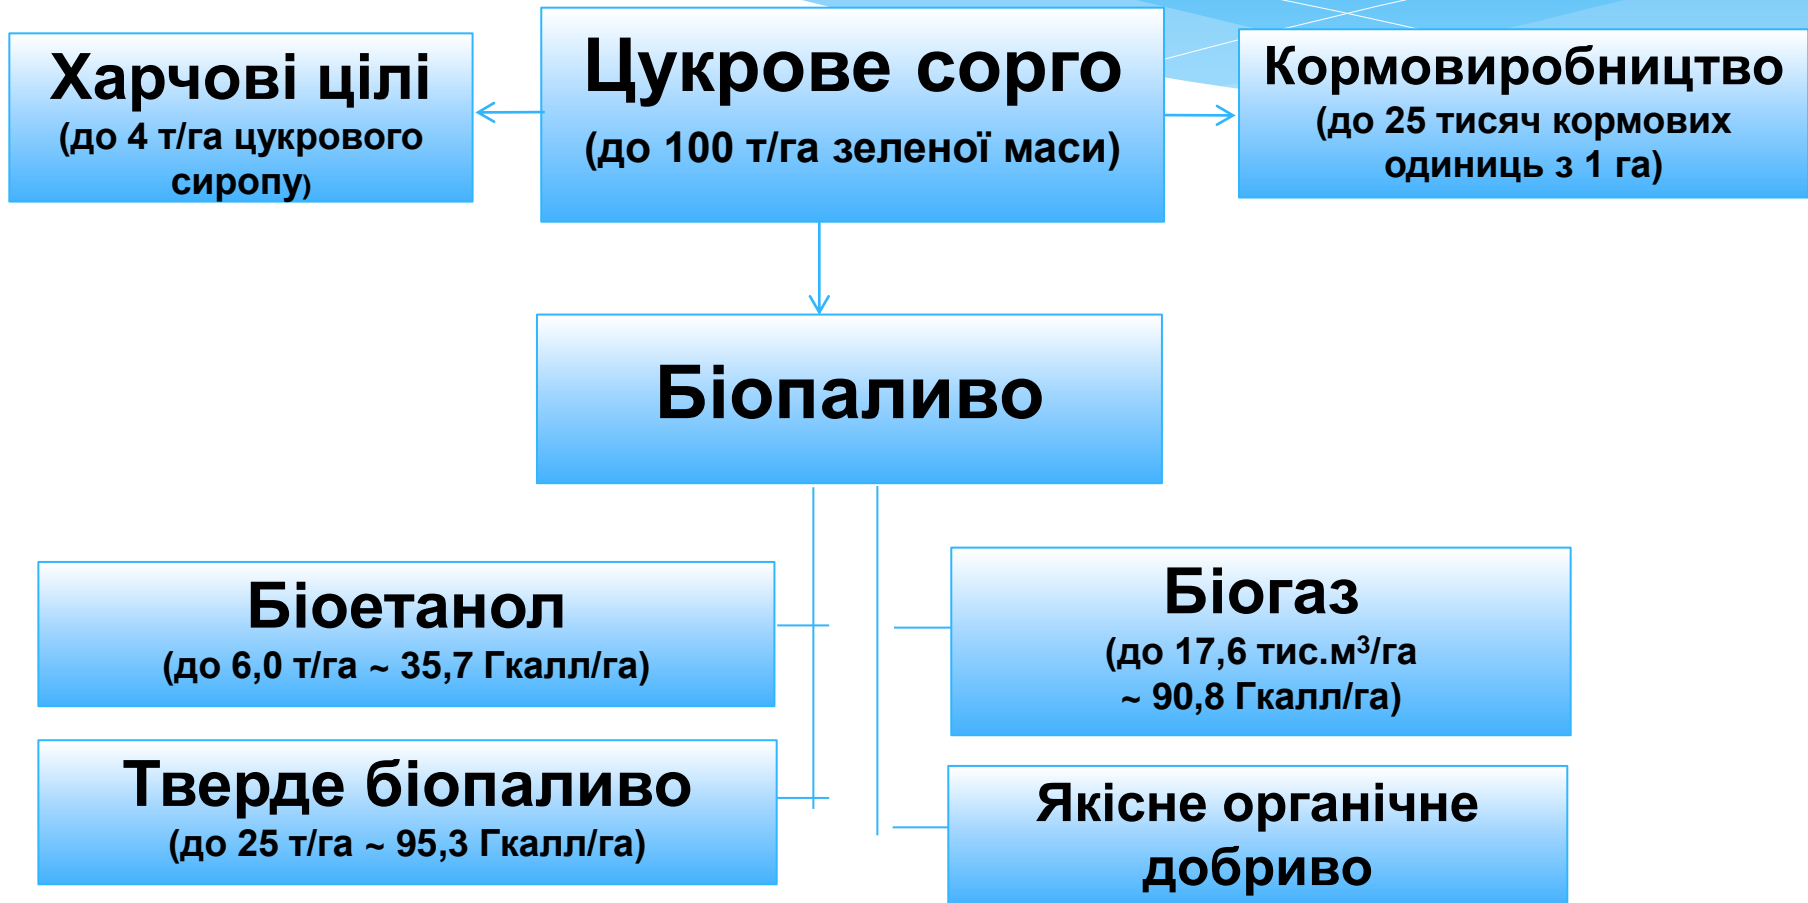 Харчові цілі
(до 4 т/га цукрового
сиропу)
Цукрове сорго
(до 100 т/га зеленої маси)
Кормовиробництво
(до 25 тисяч кормових
одиниць з 1 га)
Біопаливо
Біоетанол
(до 6,0 т/га ~ 35,7 Гкалл/га)
Біогаз
(до 17,6 тис.м³/га
~ 90,8 Гкалл/га)
Тверде біопаливо
(до 25 т/га ~ 95,3 Гкалл/га)
Якісне органічне
добриво